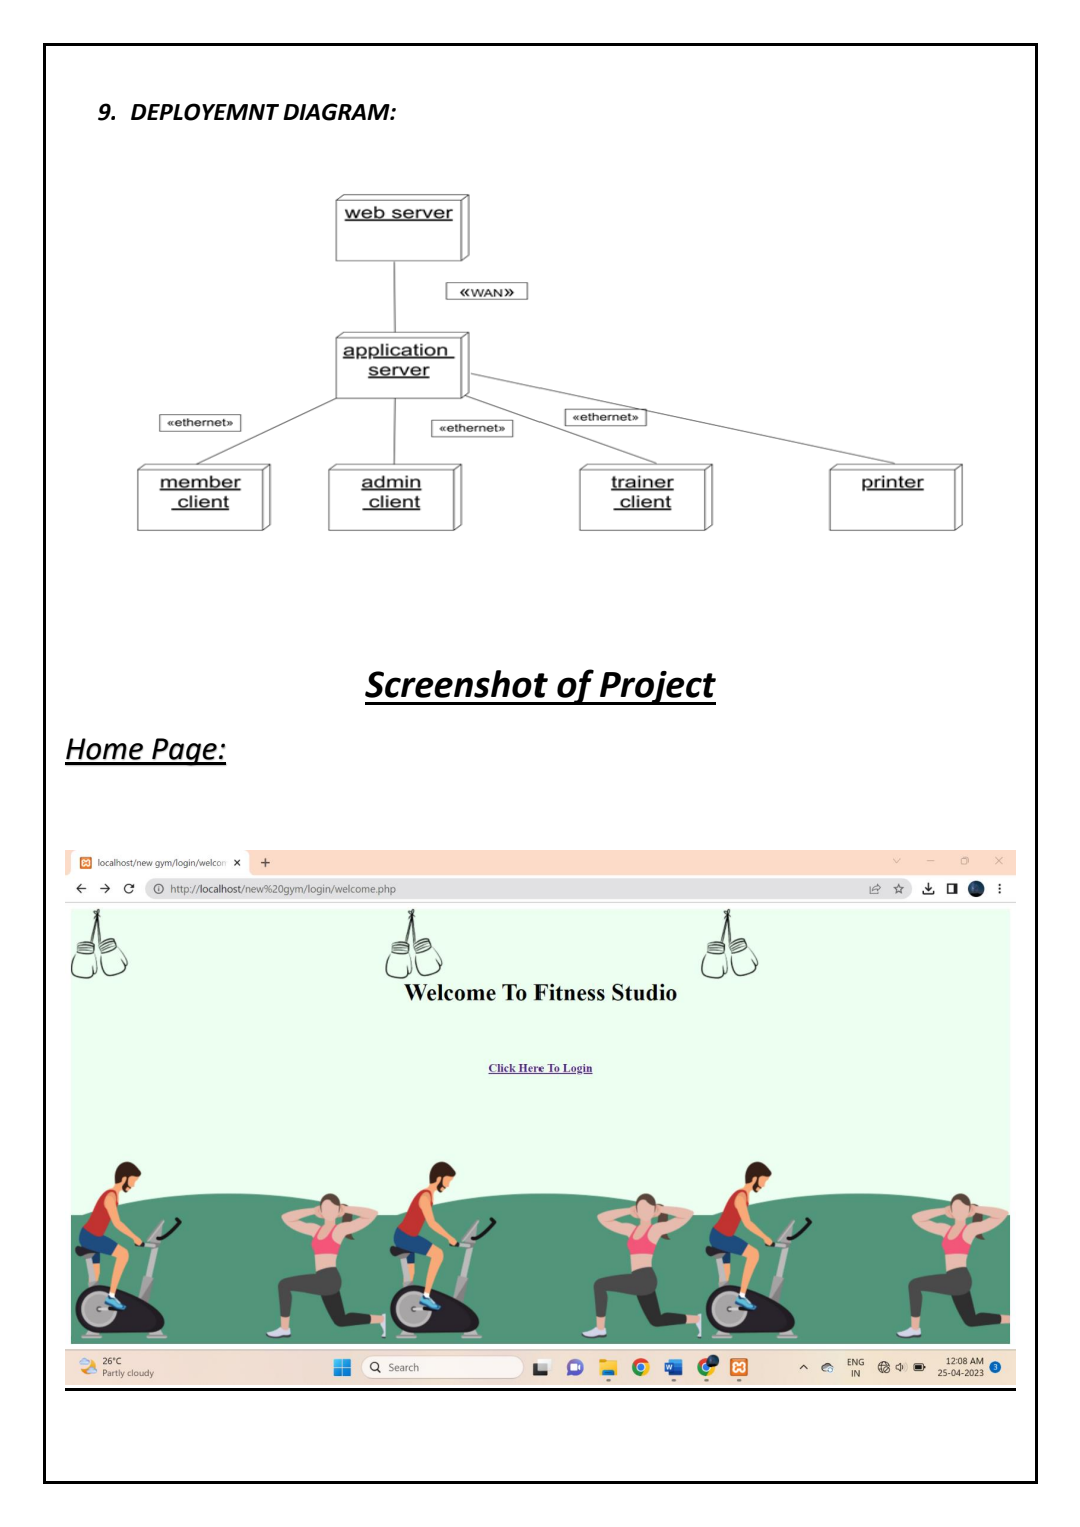 9. DEPLOYEMNT DIAGRAM:
web server
«WAN»
application
server
«ethernet»
«ethernet»
«ethernet»
member
client
admin
client
trainer
client
printer
Screenshot of Project
Home Page:
localhost/new gym/login/welcom
http://localhost/new%20gym/login/welcome.php
Welcome To Fitness Studio
Click Here To Login
26°C
Partly cloudy
Search
ENG
IN
12:08 AM
25-04-2023
3